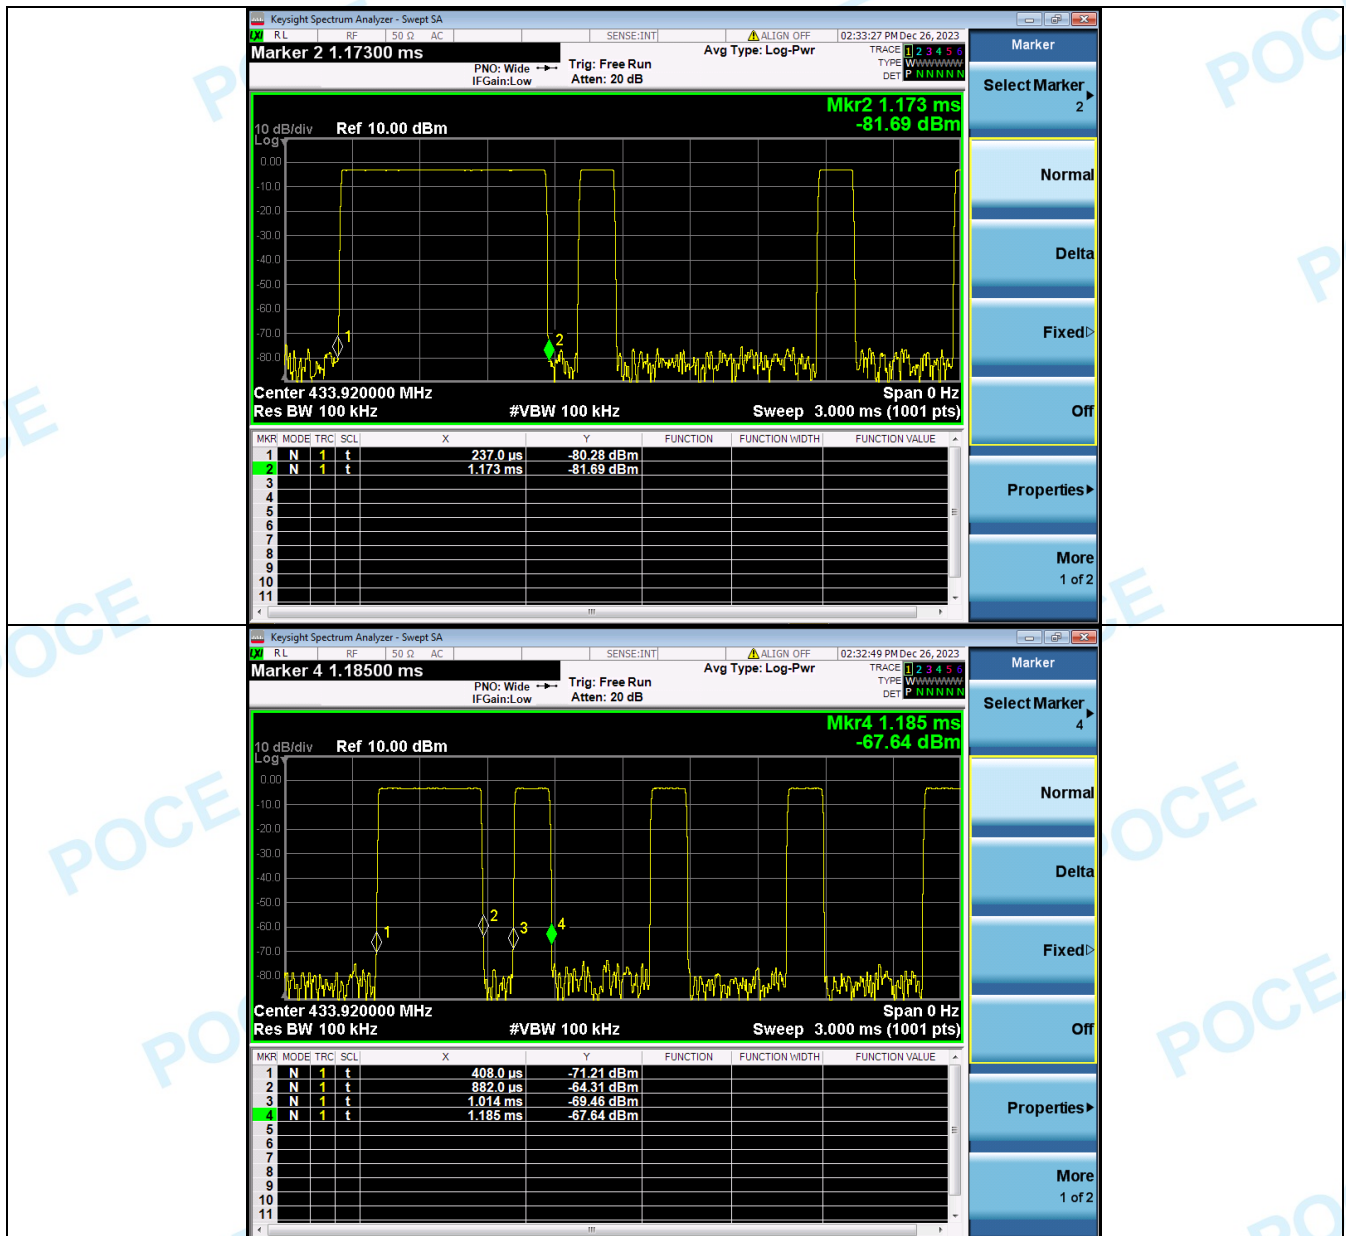 Keysight Spectrum Analyzer - Swept SA
LXI RL RF 50 Ω AC SENSE:INT ALIGN OFF 02:33:27 PM Dec 26, 2023
Marker 2 1.17300 ms
PNO: Wide
IFGain:Low
Trig: Free Run
Atten: 20 dB
Avg Type: Log-Pwr
TRACE 1 2 3 4 5 6
TYPE WWWWWW
DET P N N N N N
Mkr2 1.173 ms
-81.69 dBm
10 dB/div Ref 10.00 dBm
Log
0.00
-10.0
-20.0
-30.0
-40.0
-50.0
-60.0
-70.0
-80.0
1
2
Center 433.920000 MHz Span 0 Hz
Res BW 100 kHz #VBW 100 kHz Sweep 3.000 ms (1001 pts)
MKR MODE TRC SCL X Y FUNCTION FUNCTION WIDTH FUNCTION VALUE
1 N 1 t 237.0 µs -80.28 dBm
2 N 1 t 1.173 ms -81.69 dBm
3
4
5
6
7
8
9
10
11
Marker
Select Marker
2
Normal
Delta
Fixed
Off
Properties
More
1 of 2
Keysight Spectrum Analyzer - Swept SA
LXI RL RF 50 Ω AC SENSE:INT ALIGN OFF 02:32:49 PM Dec 26, 2023
Marker 4 1.18500 ms
PNO: Wide
IFGain:Low
Trig: Free Run
Atten: 20 dB
Avg Type: Log-Pwr
TRACE 1 2 3 4 5 6
TYPE WWWWWW
DET P N N N N N
Mkr4 1.185 ms
-67.64 dBm
10 dB/div Ref 10.00 dBm
Log
0.00
-10.0
-20.0
-30.0
-40.0
-50.0
-60.0
-70.0
-80.0
1
2
3
4
Center 433.920000 MHz Span 0 Hz
Res BW 100 kHz #VBW 100 kHz Sweep 3.000 ms (1001 pts)
MKR MODE TRC SCL X Y FUNCTION FUNCTION WIDTH FUNCTION VALUE
1 N 1 t 408.0 µs -71.21 dBm
2 N 1 t 882.0 µs -64.31 dBm
3 N 1 t 1.014 ms -69.46 dBm
4 N 1 t 1.185 ms -67.64 dBm
5
6
7
8
9
10
11
Marker
Select Marker
4
Normal
Delta
Fixed
Off
Properties
More
1 of 2
POCE
POCE
POCE